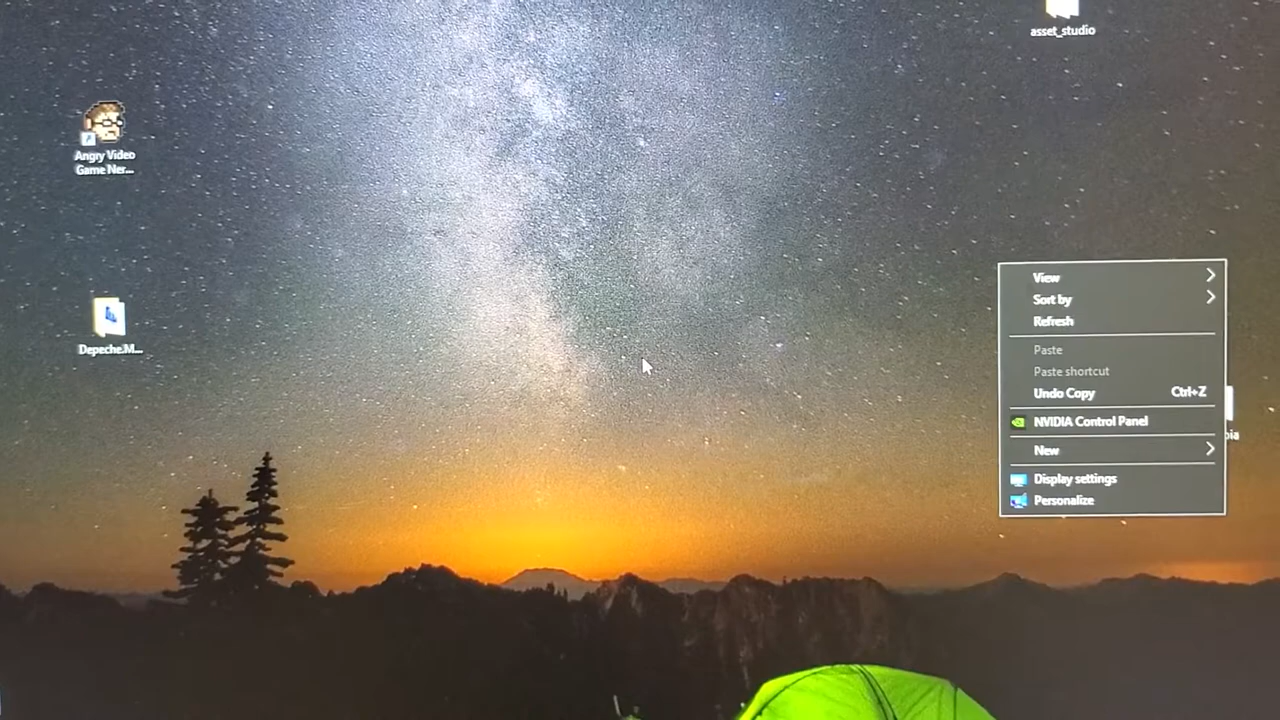 asset_studio
Angry Video
Game Ner...
Depeche.M...
View
Sort by
Refresh
Paste
Paste shortcut
Undo Copy Ctrl+Z
NVIDIA Control Panel
New
Display settings
Personalize